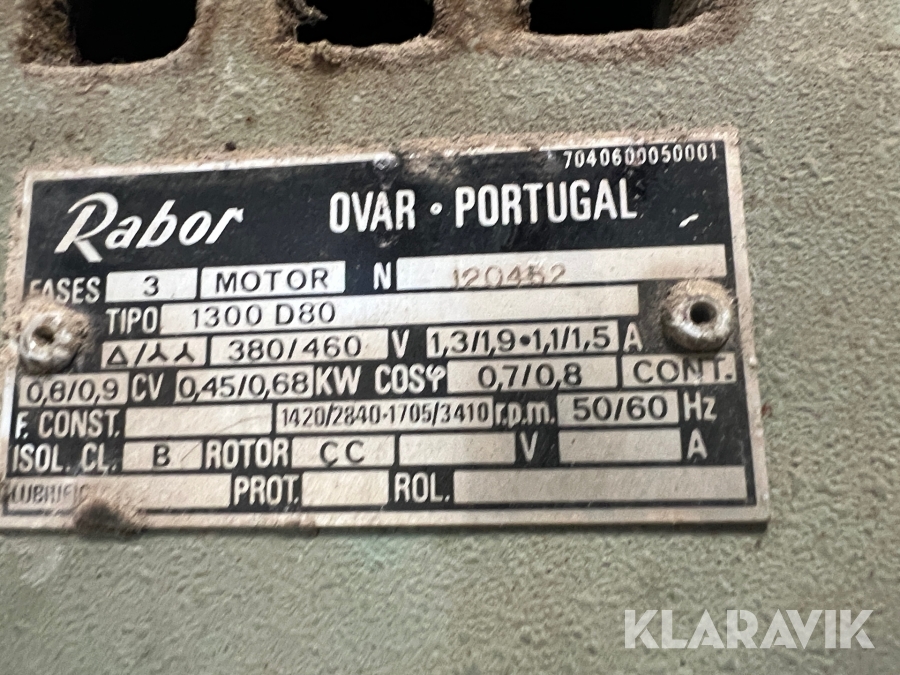 7040600050001
Rabor OVAR · PORTUGAL
FASES 3 MOTOR N 120452
TIPO 1300 D80
△/⅄⅄ 380/460 V 1,3/1,9•1,1/1,5 A
0,6/0,9 CV 0,45/0,68 KW COSφ 0,7/0,8 CONT.
F. CONST. 1420/2840-1705/3410 r.p.m. 50/60 Hz
ISOL. CL. B ROTOR CC V A
LUBRIFIC PROT. ROL.
KLARAVIK